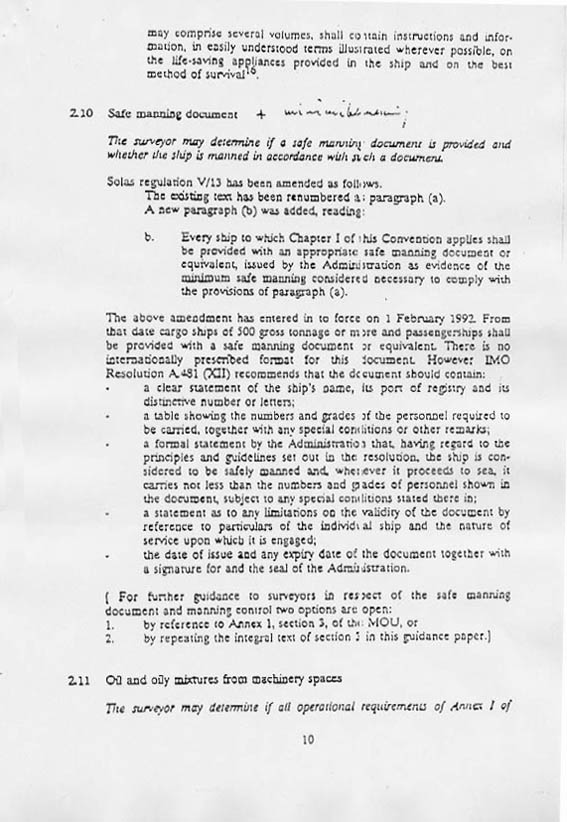 may comprise several volumes, shall contain instructions and infor-
mation, in easily understood terms illustrated wherever possible, on
the life-saving appliances provided in the ship and on the best
method of survival¹⁶.
2.10 Safe manning document +
The surveyor may determine if a safe manning document is provided and
whether the ship is manned in accordance with such a document.
Solas regulation V/13 has been amended as follows.
The existing text has been renumbered as paragraph (a).
A new paragraph (b) was added, reading:
b. Every ship to which Chapter I of this Convention applies shall
be provided with an appropriate safe manning document or
equivalent, issued by the Administration as evidence of the
minimum safe manning considered necessary to comply with
the provisions of paragraph (a).
The above amendment has entered in to force on 1 February 1992. From
that date cargo ships of 500 gross tonnage or more and passengerships shall
be provided with a safe manning document or equivalent. There is no
internationally prescribed format for this document. However IMO
Resolution A.481 (XII) recommends that the document should contain:
- a clear statement of the ship's name, its port of registry and its
distinctive number or letters;
- a table showing the numbers and grades of the personnel required to
be carried, together with any special conditions or other remarks;
- a formal statement by the Administration that, having regard to the
principles and guidelines set out in the resolution, the ship is con-
sidered to be safely manned and, whenever it proceeds to sea, it
carries not less than the numbers and grades of personnel shown in
the document, subject to any special conditions stated there in;
- a statement as to any limitations on the validity of the document by
reference to particulars of the individual ship and the nature of
service upon which it is engaged;
- the date of issue and any expiry date of the document together with
a signature for and the seal of the Administration.
[ For further guidance to surveyors in respect of the safe manning
document and manning control two options are open:
1. by reference to Annex 1, section 3, of the MOU, or
2. by repeating the integral text of section 3 in this guidance paper.]
2.11 Oil and oily mixtures from machinery spaces
The surveyor may determine if all operational requirements of Annex I of
10